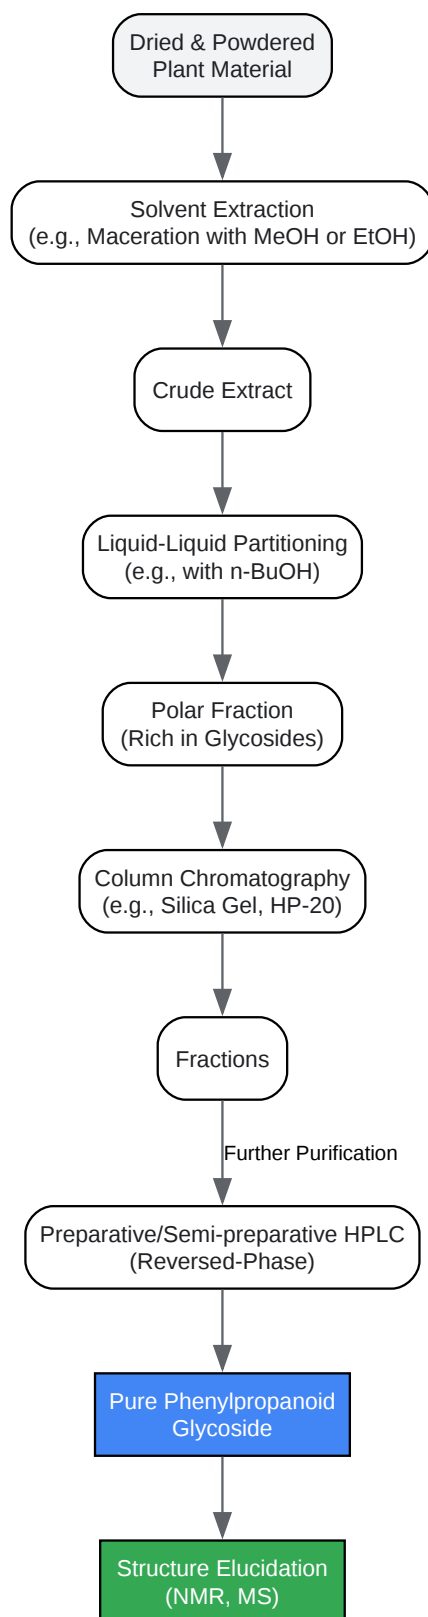 Dried & Powdered
Plant Material
Solvent Extraction
(e.g., Maceration with MeOH or EtOH)
Crude Extract
Liquid-Liquid Partitioning
(e.g., with n-BuOH)
Polar Fraction
(Rich in Glycosides)
Column Chromatography
(e.g., Silica Gel, HP-20)
Fractions
Further Purification
Preparative/Semi-preparative HPLC
(Reversed-Phase)
Pure Phenylpropanoid
Glycoside
Structure Elucidation
(NMR, MS)